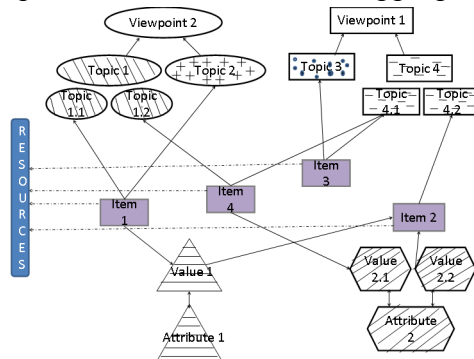 Viewpoint 2
Viewpoint 1
Topic 1
Topic 2
Topic 3
Topic 4
Topic
1.1
Topic
1.2
Topic
4.1
Topic
4.2
RESOURCES
Item
3
Item
1
Item
4
Item 2
Value 1
Value
2.1
Value
2.2
Attribute 1
Attribute
2